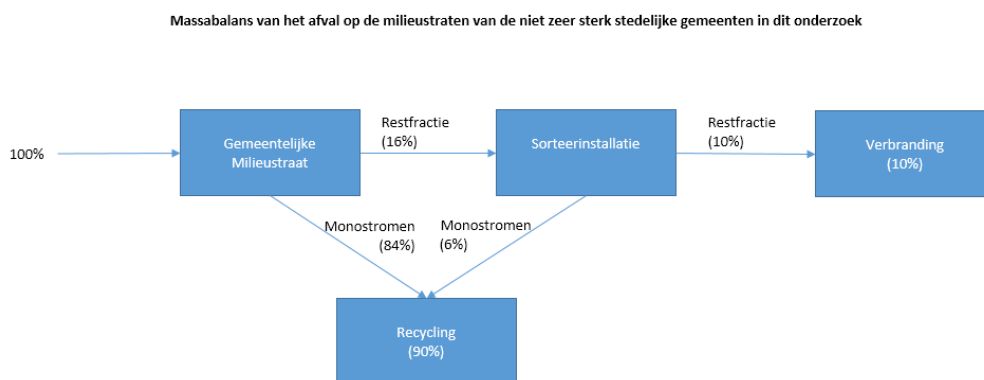 Massabalans van het afval op de milieustraten van de niet zeer sterk stedelijke gemeenten in dit onderzoek
100%
Gemeentelijke
Milieustraat
Restfractie
(16%)
Sorteerinstallatie
Restfractie
(10%)
Verbranding
(10%)
Monostromen
(84%)
Monostromen
(6%)
Recycling
(90%)